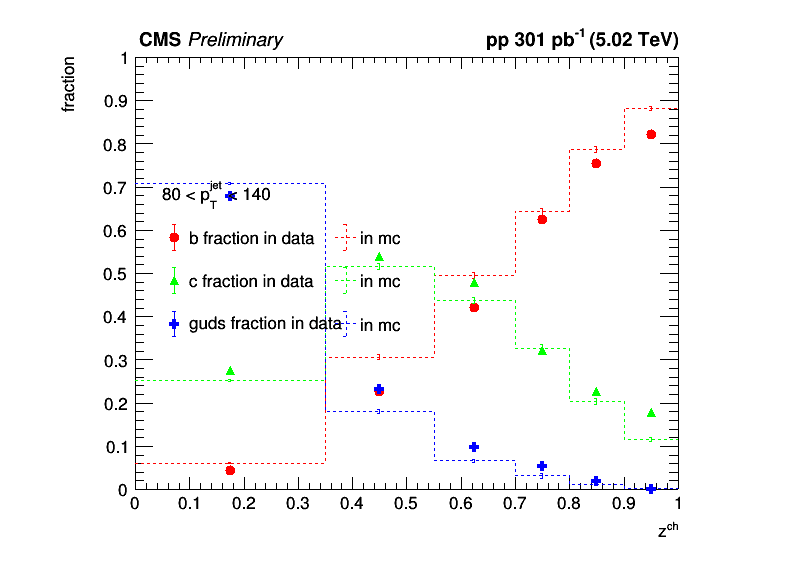 CMS Preliminary
pp 301 pb⁻¹ (5.02 TeV)
fraction
1
0.9
0.8
0.7
0.6
0.5
0.4
0.3
0.2
0.1
0
80 < p_T^jet < 140
b fraction in data
in mc
c fraction in data
in mc
guds fraction in data
in mc
0 0.1 0.2 0.3 0.4 0.5 0.6 0.7 0.8 0.9 1
z^ch